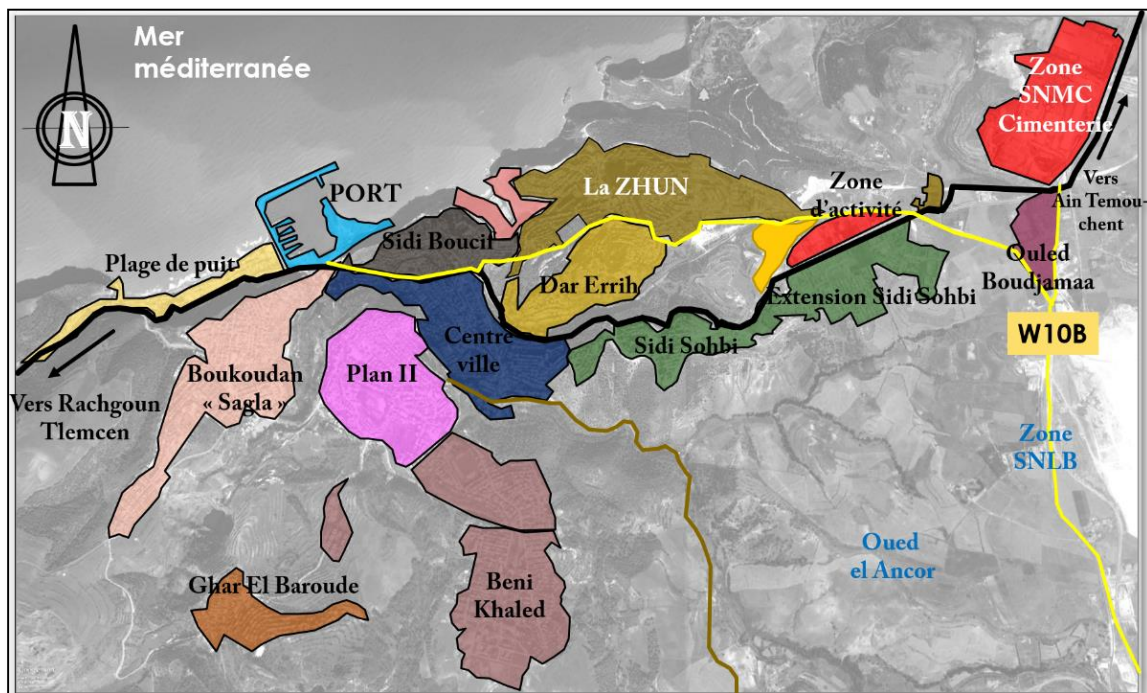 Mer
méditerranée
N
Zone
SNMC
Cimenterie
La ZHUN
PORT
Zone
d'activité
Vers
Ain Temou-
chent
Sidi Boucif
Plage de puit
Dar Errih
Ouled
Boudjamaa
Extension Sidi Sohbi
Centre
ville
Sidi Sohbi
W10B
Boukoudan
« Sagla »
Plan II
Vers Rachgoun
Tlemcen
Zone
SNLB
Oued
el Ancor
Ghar El Baroude
Beni
Khaled